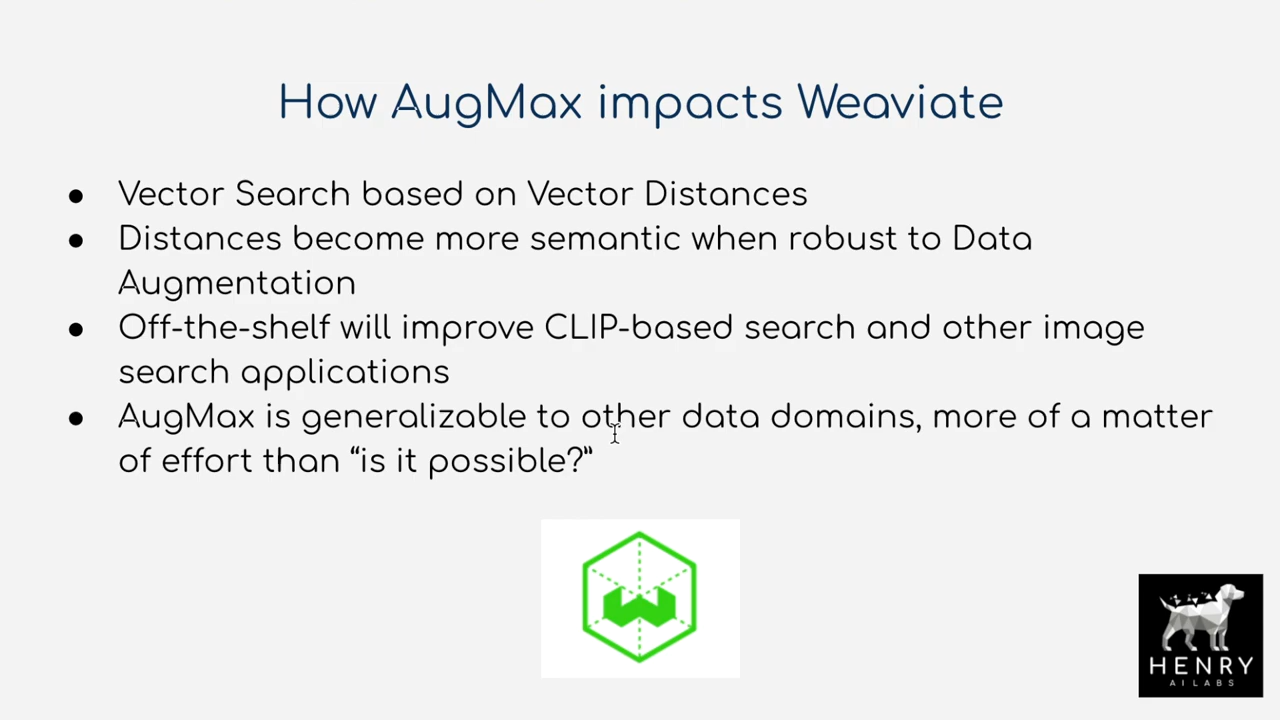 How AugMax impacts Weaviate
● Vector Search based on Vector Distances
● Distances become more semantic when robust to Data
Augmentation
● Off-the-shelf will improve CLIP-based search and other image
search applications
● AugMax is generalizable to other data domains, more of a matter
of effort than “is it possible?”
HENRY
AI LABS